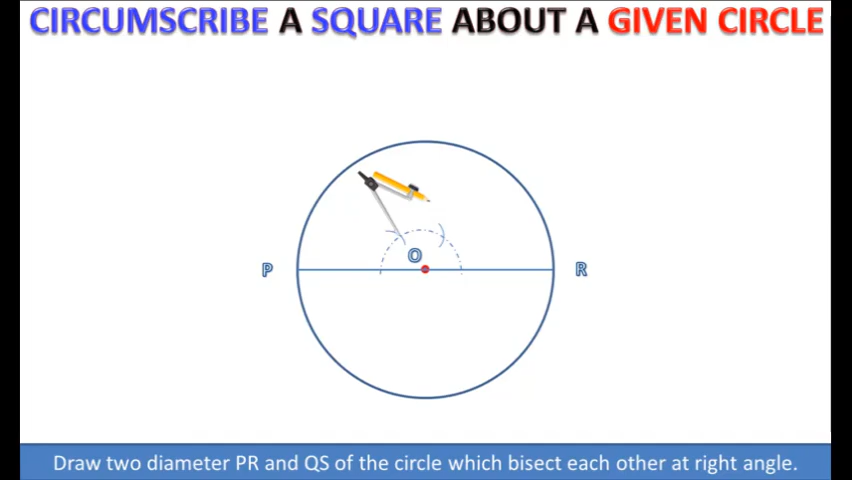 CIRCUMSCRIBE A SQUARE ABOUT A GIVEN CIRCLE
O
P
R
Draw two diameter PR and QS of the circle which bisect each other at right angle.